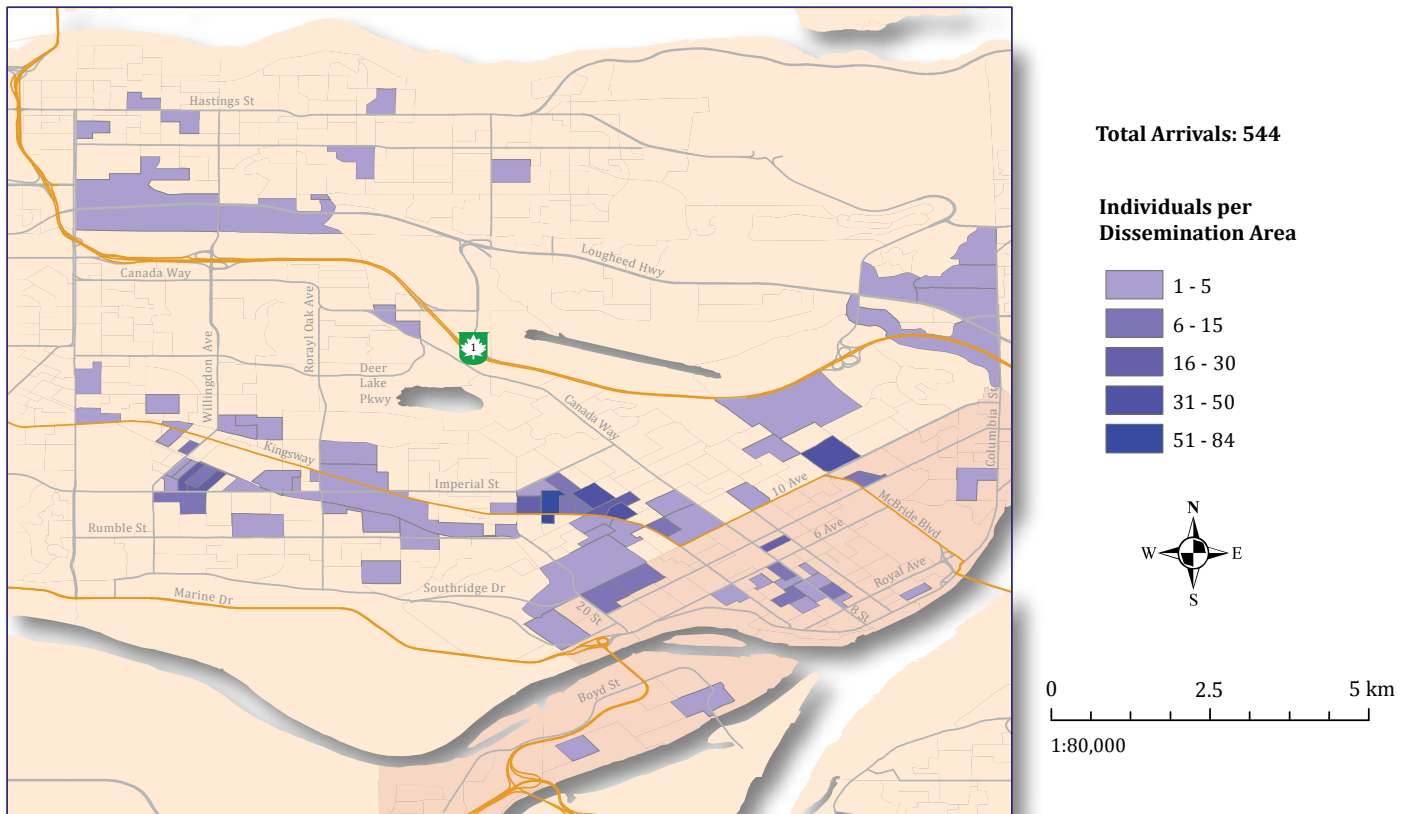 Hastings St
Canada Way
Lougheed Hwy
Willingdon Ave
Rorayl Oak Ave
1
Deer
Lake
Pkwy
Canada Way
Kingsway
Imperial St
10 Ave
Columbia St
McBride Blvd
6 Ave
Rumble St
Royal Ave
Marine Dr
Southridge Dr
20 St
8 St
Boyd St
Total Arrivals: 544
Individuals per
Dissemination Area
1 - 5
6 - 15
16 - 30
31 - 50
51 - 84
N
W E
S
0 2.5 5 km
1:80,000